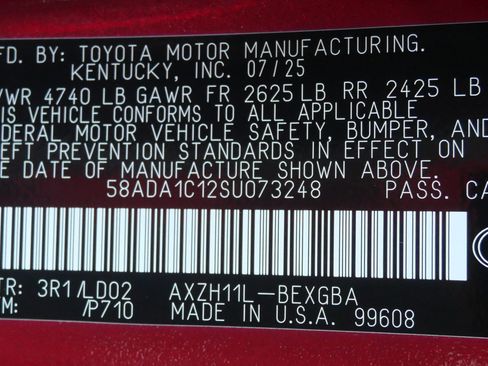 FD. BY: TOYOTA MOTOR MANUFACTURING.
KENTUCKY, INC. 07/25
VWR 4740 LB GAWR FR 2625 LB RR 2425 LB
IS VEHICLE CONFORMS TO ALL APPLICABLE
DERAL MOTOR VEHICLE SAFETY, BUMPER, AND
EFT PREVENTION STANDARDS IN EFFECT ON
E DATE OF MANUFACTURE SHOWN ABOVE.
58ADA1C12SU073248 PASS. CA
TR: 3R1/LD02 AXZH11L-BEXGBA
M: /P710 MADE IN U.S.A. 99608